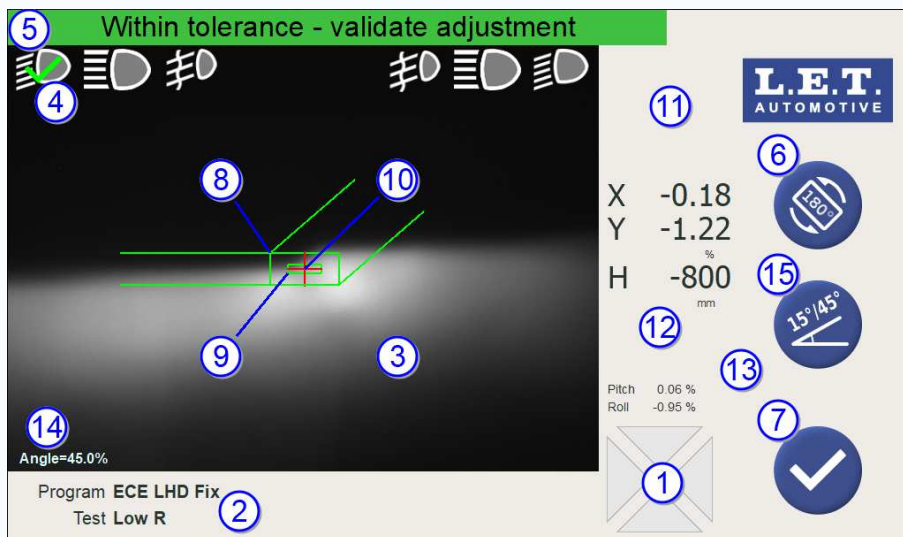 Within tolerance - validate adjustment
5
4
11
L.E.T.
AUTOMOTIVE
6
180°
8
10
X -0.18
Y -1.22
%
H -800
mm
15
15°/45°
9
3
12
13
Pitch 0.06 %
Roll -0.95 %
14
Angle=45.0%
7
1
Program ECE LHD Fix
Test Low R
2